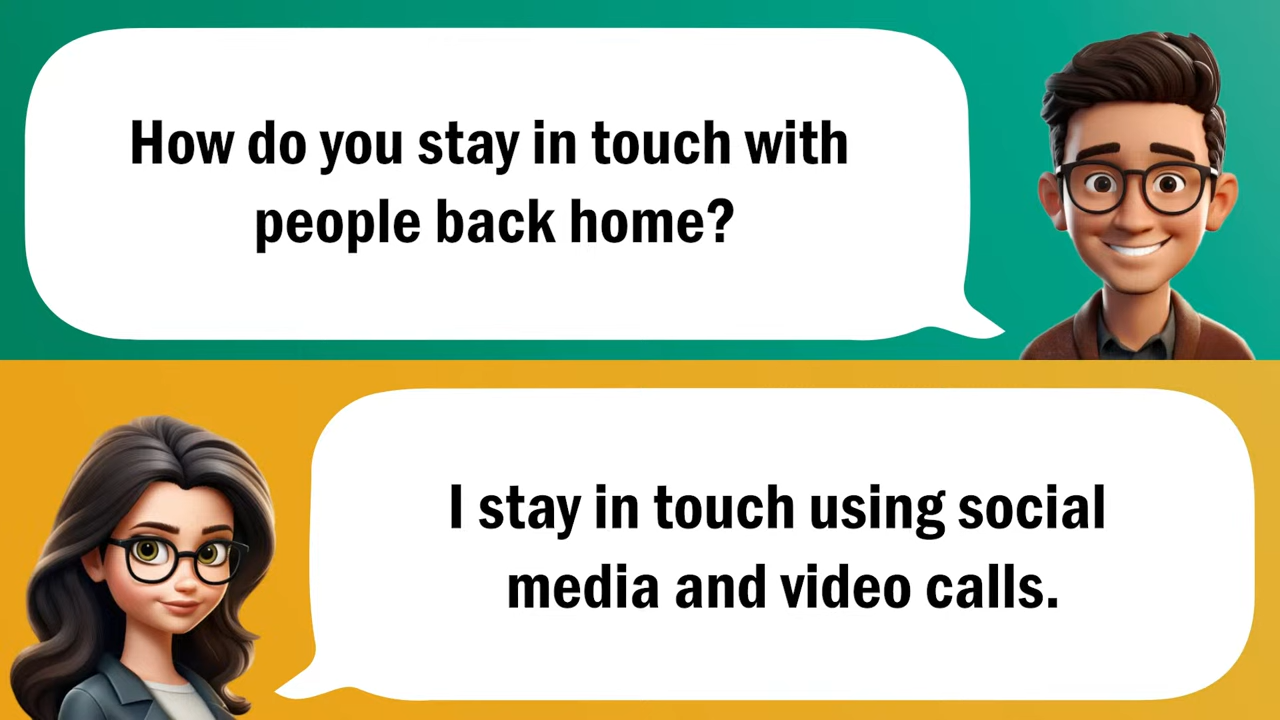 How do you stay in touch with
people back home?
I stay in touch using social
media and video calls.